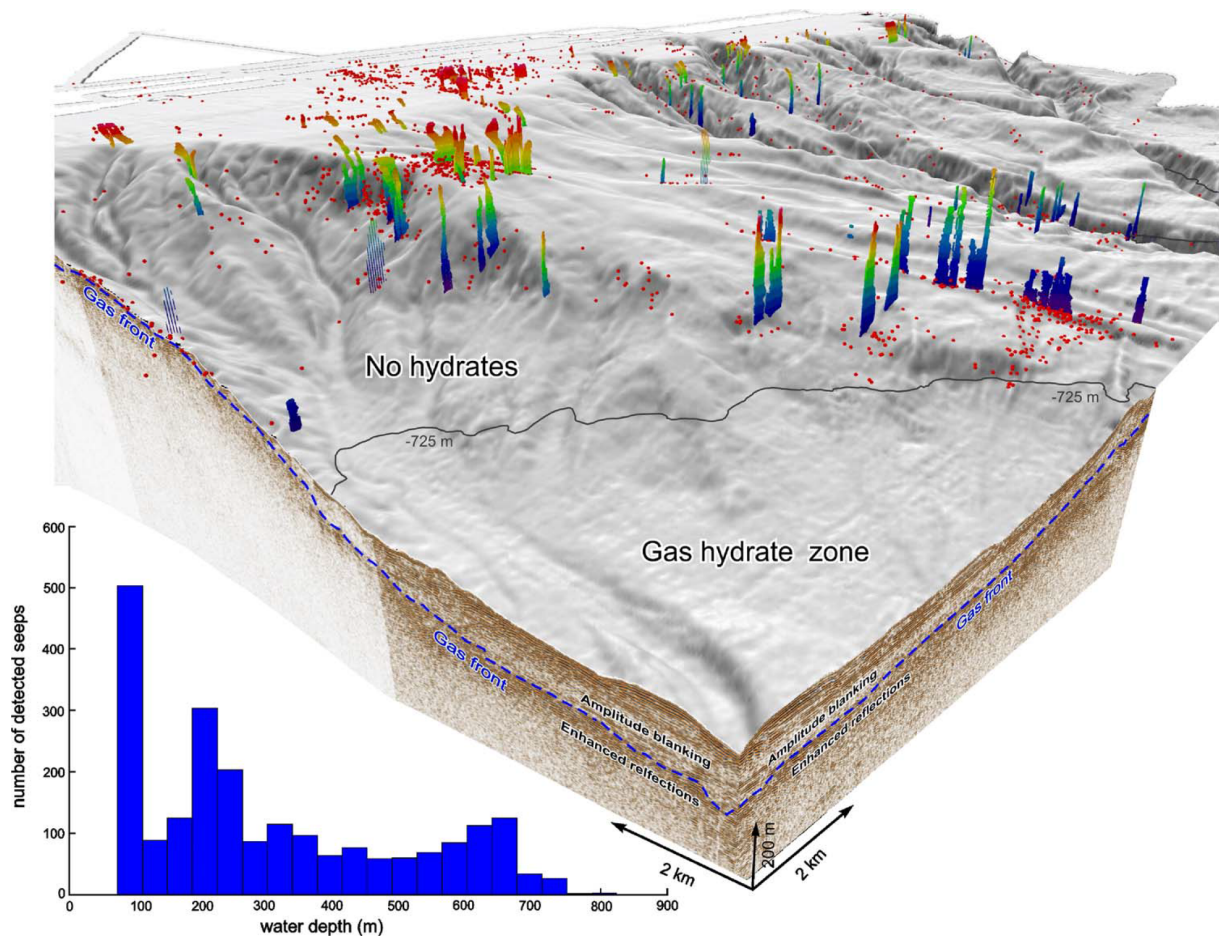 Gas front
No hydrates
-725 m
-725 m
Gas hydrate zone
Gas front
Gas front
Amplitude blanking
Enhanced relfections
Amplitude blanking
Enhanced reflections
200 m
2 km
2 km
number of detected seeps
600
500
400
300
200
100
0
0 100 200 300 400 500 600 700 800 900
water depth (m)